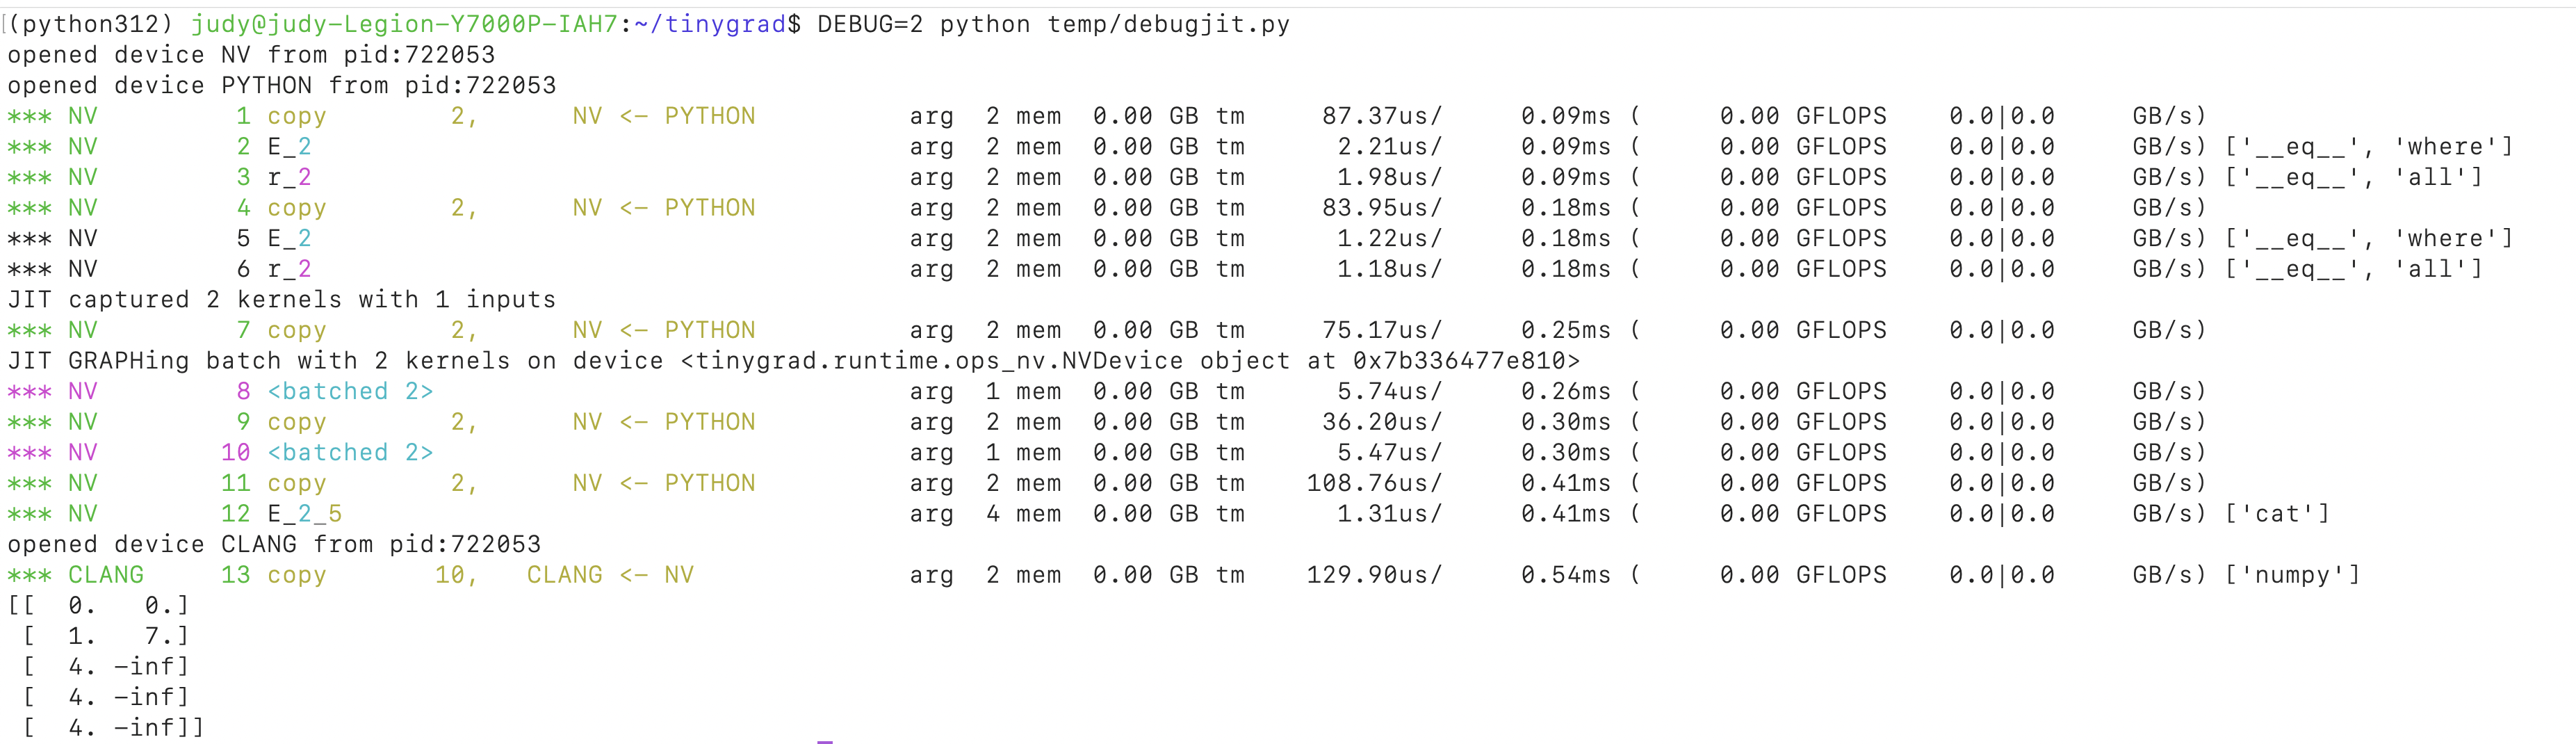 (python312) judy@judy-Legion-Y7000P-IAH7:~/tinygrad$ DEBUG=2 python temp/debugjit.py
opened device NV from pid:722053
opened device PYTHON from pid:722053
*** NV 1 copy 2, NV <- PYTHON arg 2 mem 0.00 GB tm 87.37us/ 0.09ms ( 0.00 GFLOPS 0.0|0.0 GB/s)
*** NV 2 E_2 arg 2 mem 0.00 GB tm 2.21us/ 0.09ms ( 0.00 GFLOPS 0.0|0.0 GB/s) ['__eq__', 'where']
*** NV 3 r_2 arg 2 mem 0.00 GB tm 1.98us/ 0.09ms ( 0.00 GFLOPS 0.0|0.0 GB/s) ['__eq__', 'all']
*** NV 4 copy 2, NV <- PYTHON arg 2 mem 0.00 GB tm 83.95us/ 0.18ms ( 0.00 GFLOPS 0.0|0.0 GB/s)
*** NV 5 E_2 arg 2 mem 0.00 GB tm 1.22us/ 0.18ms ( 0.00 GFLOPS 0.0|0.0 GB/s) ['__eq__', 'where']
*** NV 6 r_2 arg 2 mem 0.00 GB tm 1.18us/ 0.18ms ( 0.00 GFLOPS 0.0|0.0 GB/s) ['__eq__', 'all']
JIT captured 2 kernels with 1 inputs
*** NV 7 copy 2, NV <- PYTHON arg 2 mem 0.00 GB tm 75.17us/ 0.25ms ( 0.00 GFLOPS 0.0|0.0 GB/s)
JIT GRAPHing batch with 2 kernels on device <tinygrad.runtime.ops_nv.NVDevice object at 0x7b336477e810>
*** NV 8 <batched 2> arg 1 mem 0.00 GB tm 5.74us/ 0.26ms ( 0.00 GFLOPS 0.0|0.0 GB/s)
*** NV 9 copy 2, NV <- PYTHON arg 2 mem 0.00 GB tm 36.20us/ 0.30ms ( 0.00 GFLOPS 0.0|0.0 GB/s)
*** NV 10 <batched 2> arg 1 mem 0.00 GB tm 5.47us/ 0.30ms ( 0.00 GFLOPS 0.0|0.0 GB/s)
*** NV 11 copy 2, NV <- PYTHON arg 2 mem 0.00 GB tm 108.76us/ 0.41ms ( 0.00 GFLOPS 0.0|0.0 GB/s)
*** NV 12 E_2_5 arg 4 mem 0.00 GB tm 1.31us/ 0.41ms ( 0.00 GFLOPS 0.0|0.0 GB/s) ['cat']
opened device CLANG from pid:722053
*** CLANG 13 copy 10, CLANG <- NV arg 2 mem 0.00 GB tm 129.90us/ 0.54ms ( 0.00 GFLOPS 0.0|0.0 GB/s) ['numpy']
[[ 0. 0.]
[ 1. 7.]
[ 4. -inf]
[ 4. -inf]
[ 4. -inf]]